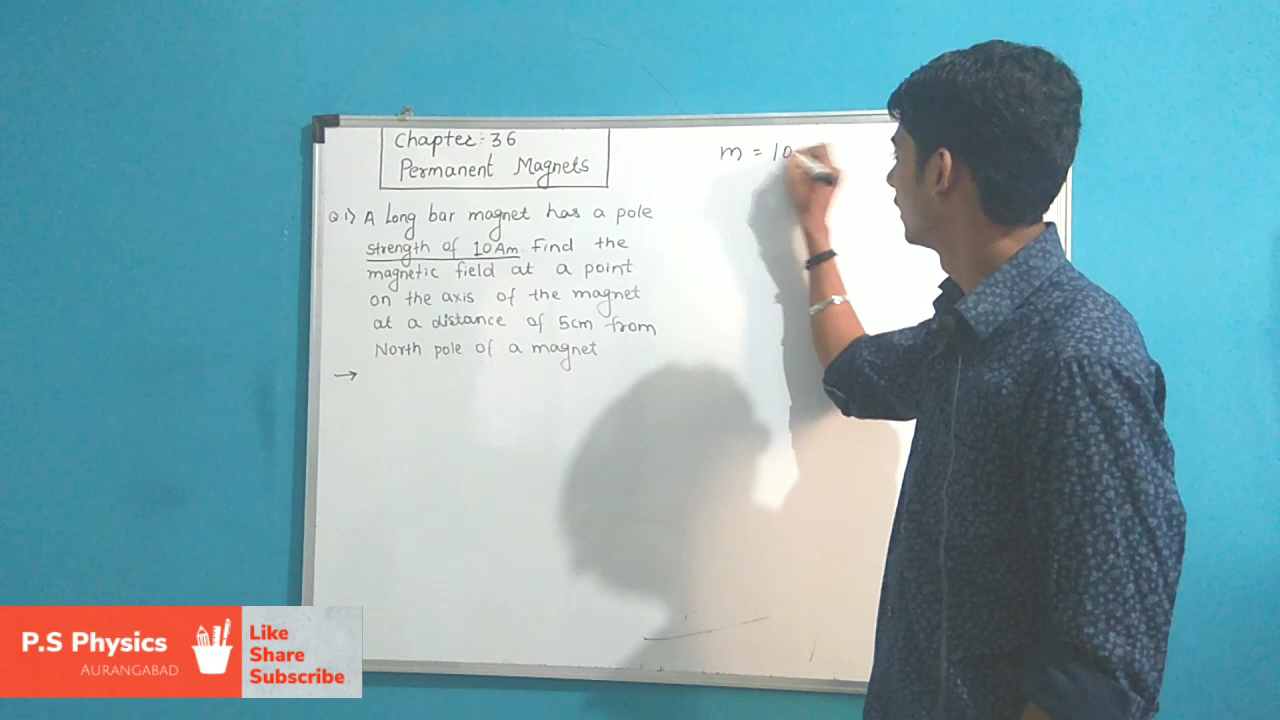 Chapter:-36
Permanent Magnets
Q 1) A Long bar magnet has a pole
strength of 10Am. Find the
magnetic field at a point
on the axis of the magnet
at a distance of 5cm from
North pole of a magnet.
→
m = 10
P.S Physics
AURANGABAD
Like
Share
Subscribe